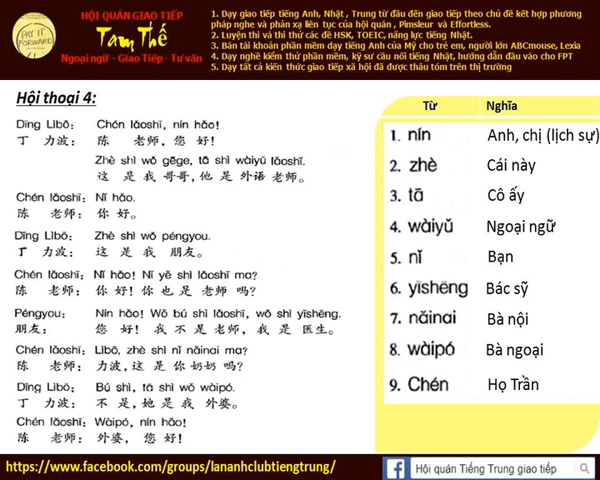 PAY IT
FORWARD
HỘI QUÁN GIAO TIẾP
Tam Thế
Ngoại ngữ - Giao Tiếp - Tư vấn
1. Dạy giao tiếp tiếng Anh, Nhật , Trung từ đầu đến giao tiếp theo chủ đề kết hợp phương
pháp nghe và phản xạ liên tục của hội quán , Pimsleur và Effortless.
2. Luyện thi và thi thử các đề HSK, TOEIC, năng lực tiếng Nhật.
3. Bán tài khoản phần mềm dạy tiếng Anh của Mỹ cho trẻ em, người lớn ABCmouse, Lexia
4. Dạy nghề kiểm thử phần mềm, kỹ sư cầu nối tiếng Nhật, hướng dẫn đầu vào cho FPT
5. Dạy tất cả kiến thức giao tiếp xã hội đã được thâu tóm trên thị trường
Hội thoại 4:
Dīng Lìbō: Chén lǎoshī, nín hǎo!
丁 力波: 陈 老师, 您 好!
Zhè shì wǒ gēge, tā shì wàiyǔ lǎoshī.
这 是 我 哥哥, 他 是 外语 老师。
Chén lǎoshī: Nǐ hǎo.
陈 老师: 你 好。
Dīng Lìbō: Zhè shì wǒ péngyou.
丁 力波: 这 是 我 朋友。
Chén lǎoshī: Nǐ hǎo! Nǐ yě shì lǎoshī ma?
陈 老师: 你 好! 你 也 是 老师 吗?
Péngyou: Nín hǎo! Wǒ bú shì lǎoshī, wǒ shì yīshēng.
朋友: 您 好! 我 不 是 老师, 我 是 医生。
Chén lǎoshī: Lìbō, zhè shì nǐ nǎinai ma?
陈 老师: 力波, 这 是 你 奶奶 吗?
Dīng Lìbō: Bú shì, tā shì wǒ wàipó.
丁 力波: 不 是, 她 是 我 外婆。
Chén lǎoshī: Wàipó, nín hǎo!
陈 老师: 外婆, 您 好!
Từ Nghĩa
1. nín Anh, chị (lịch sự)
2. zhè Cái này
3. tā Cô ấy
4. wàiyǔ Ngoại ngữ
5. nǐ Bạn
6. yīshēng Bác sỹ
7. nǎinai Bà nội
8. wàipó Bà ngoại
9. Chén Họ Trần
https://www.facebook.com/groups/lananhclubtiengtrung/
f Hội quán Tiếng Trung giao tiếp